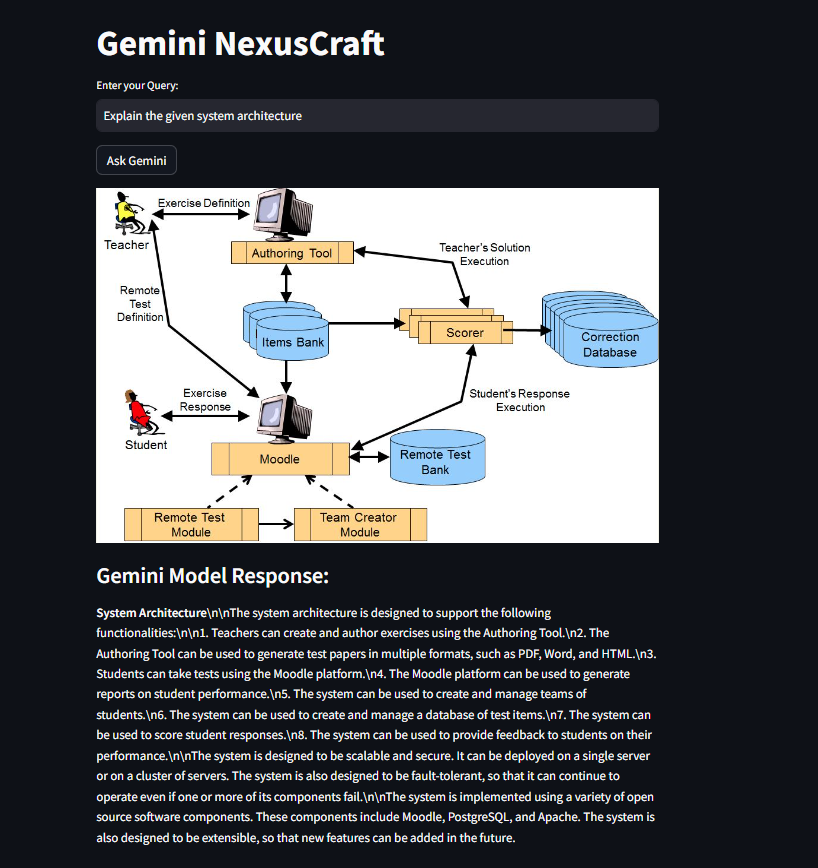 Gemini NexusCraft
Enter your Query:
Explain the given system architecture
Ask Gemini
Exercise Definition
Teacher
Authoring Tool
Teacher's Solution
Execution
Remote
Test
Definition
Items Bank
Scorer
Correction
Database
Exercise
Response
Student's Response
Execution
Student
Moodle
Remote Test
Bank
Remote Test
Module
Team Creator
Module
Gemini Model Response:
System Architecture\n\nThe system architecture is designed to support the following
functionalities:\n\n1. Teachers can create and author exercises using the Authoring Tool.\n2. The
Authoring Tool can be used to generate test papers in multiple formats, such as PDF, Word, and HTML.\n3.
Students can take tests using the Moodle platform.\n4. The Moodle platform can be used to generate
reports on student performance.\n5. The system can be used to create and manage teams of
students.\n6. The system can be used to create and manage a database of test items.\n7. The system can
be used to score student responses.\n8. The system can be used to provide feedback to students on their
performance.\n\nThe system is designed to be scalable and secure. It can be deployed on a single server
or on a cluster of servers. The system is also designed to be fault-tolerant, so that it can continue to
operate even if one or more of its components fail.\n\nThe system is implemented using a variety of open
source software components. These components include Moodle, PostgreSQL, and Apache. The system is
also designed to be extensible, so that new features can be added in the future.